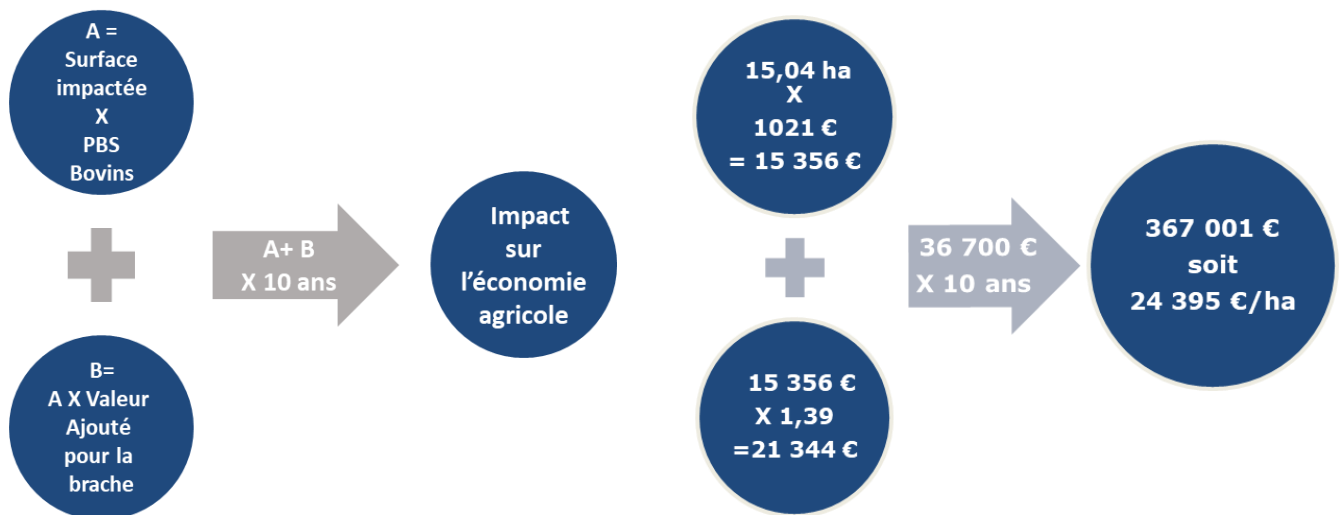 A =
Surface
impactée
X
PBS
Bovins
B=
A X Valeur
Ajouté
pour la
brache
A+ B
X 10 ans
Impact
sur
l’économie
agricole
15,04 ha
X
1021 €
= 15 356 €
15 356 €
X 1,39
=21 344 €
36 700 €
X 10 ans
367 001 €
soit
24 395 €/ha